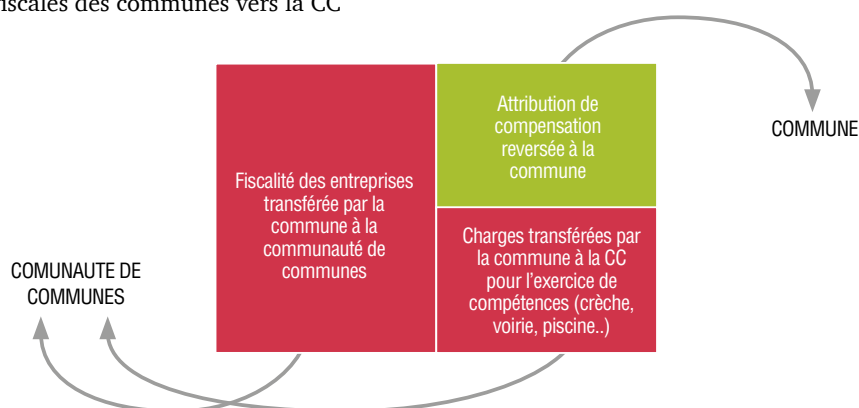 fiscales des communes vers la CC
Attribution de
compensation
reversée à la
commune
COMMUNE
Fiscalité des entreprises
transférée par la
commune à la
communauté de
communes
Charges transférées par
la commune à la CC
pour l'exercice de
compétences (crèche,
voirie, piscine..)
COMUNAUTE DE
COMMUNES